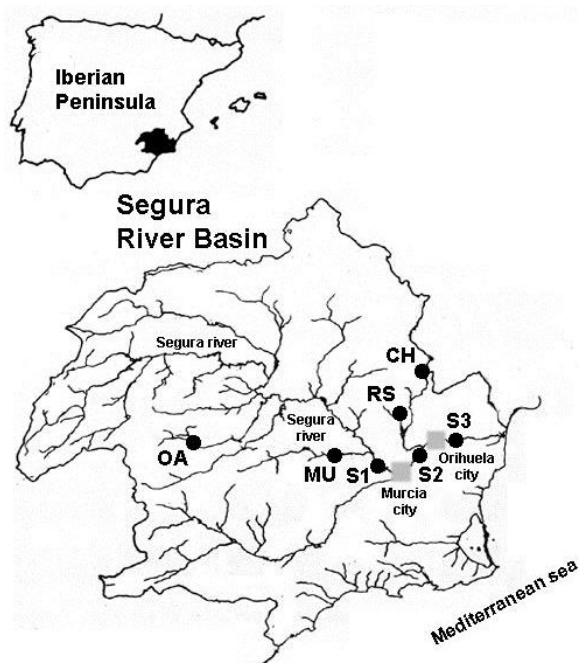 Iberian
Peninsula
Segura
River Basin
Segura river
CH
RS
Segura
river
S3
OA
MU
S1
S2
Orihuela
city
Murcia
city
Mediterranean sea